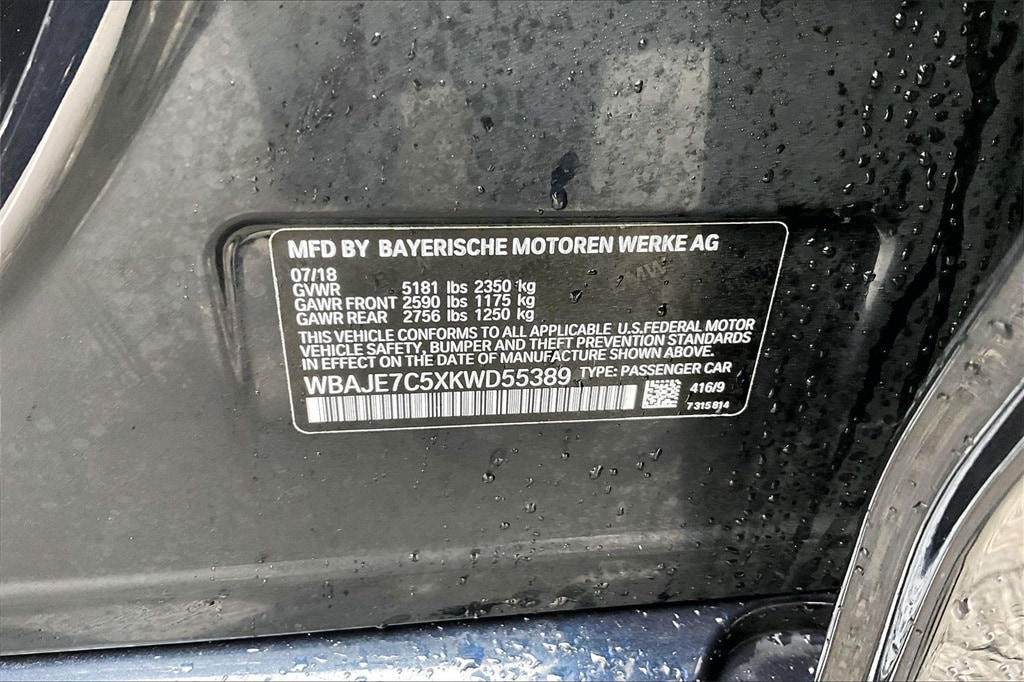 MFD BY BAYERISCHE MOTOREN WERKE AG
07/18
GVWR 5181 lbs 2350 kg
GAWR FRONT 2590 lbs 1175 kg
GAWR REAR 2756 lbs 1250 kg
THIS VEHICLE CONFORMS TO ALL APPLICABLE U.S.FEDERAL MOTOR
VEHICLE SAFETY, BUMPER AND THEFT PREVENTION STANDARDS
IN EFFECT ON THE DATE OF MANUFACTURE SHOWN ABOVE.
WBAJE7C5XKWD55389 TYPE: PASSENGER CAR
416/9
7315814